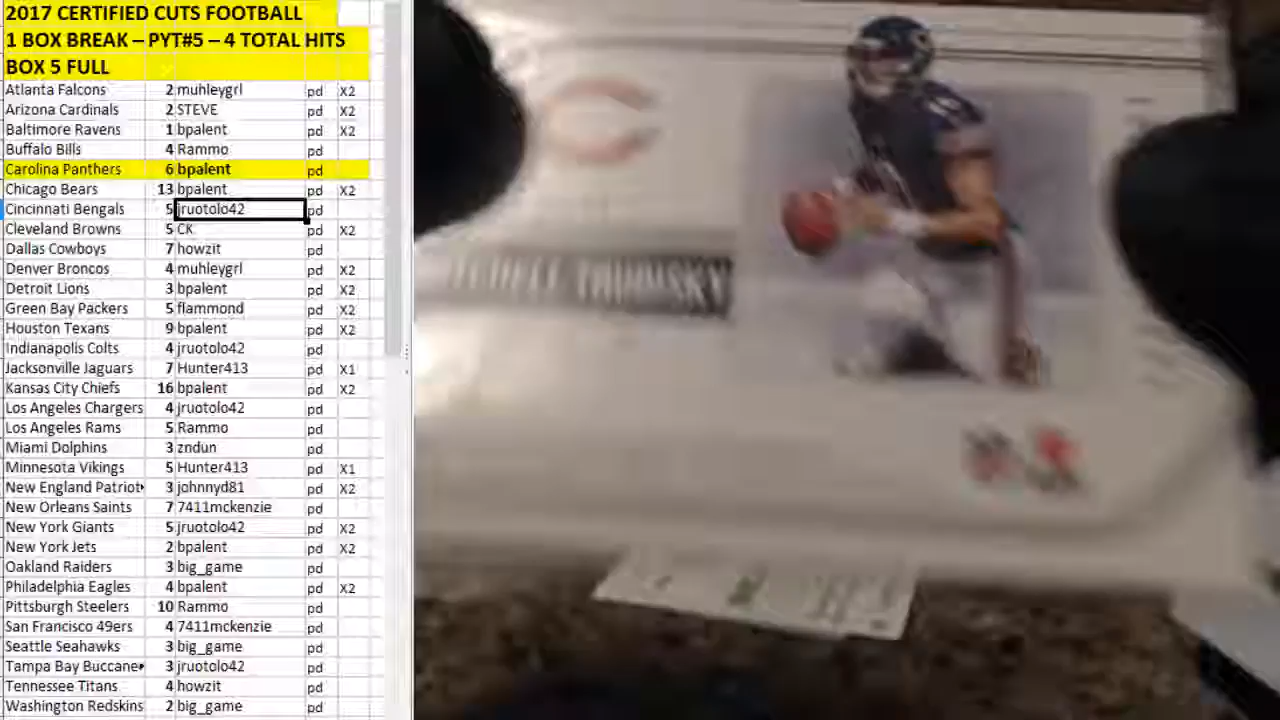 2017 CERTIFIED CUTS FOOTBALL
1 BOX BREAK – PYT#5 – 4 TOTAL HITS
BOX 5 FULL
Atlanta Falcons 2 muhleygrl pd X2
Arizona Cardinals 2 STEVE pd X2
Baltimore Ravens 1 bpalent pd X2
Buffalo Bills 4 Rammo pd
Carolina Panthers 6 bpalent pd
Chicago Bears 13 bpalent pd X2
Cincinnati Bengals 5 jruotolo42 pd
Cleveland Browns 5 CK pd X2
Dallas Cowboys 7 howzit pd
Denver Broncos 4 muhleygrl pd X2
Detroit Lions 3 bpalent pd X2
Green Bay Packers 5 flammond pd X2
Houston Texans 9 bpalent pd X2
Indianapolis Colts 4 jruotolo42 pd
Jacksonville Jaguars 7 Hunter413 pd X1
Kansas City Chiefs 16 bpalent pd X2
Los Angeles Chargers 4 jruotolo42 pd
Los Angeles Rams 5 Rammo pd
Miami Dolphins 3 zndun pd
Minnesota Vikings 5 Hunter413 pd X1
New England Patriot 3 johnnyd81 pd X2
New Orleans Saints 7 7411mckenzie pd
New York Giants 5 jruotolo42 pd X2
New York Jets 2 bpalent pd X2
Oakland Raiders 3 big_game pd
Philadelphia Eagles 4 bpalent pd X2
Pittsburgh Steelers 10 Rammo pd
San Francisco 49ers 4 7411mckenzie pd
Seattle Seahawks 3 big_game pd
Tampa Bay Buccane 3 jruotolo42 pd
Tennessee Titans 4 howzit pd
Washington Redskins 2 big_game pd
TRUBISKY